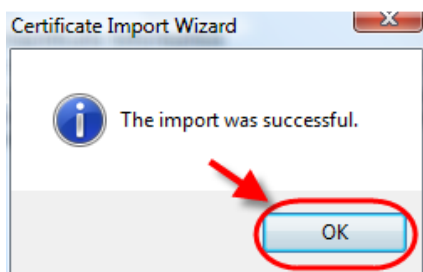 Certificate Import Wizard
The import was successful.
OK